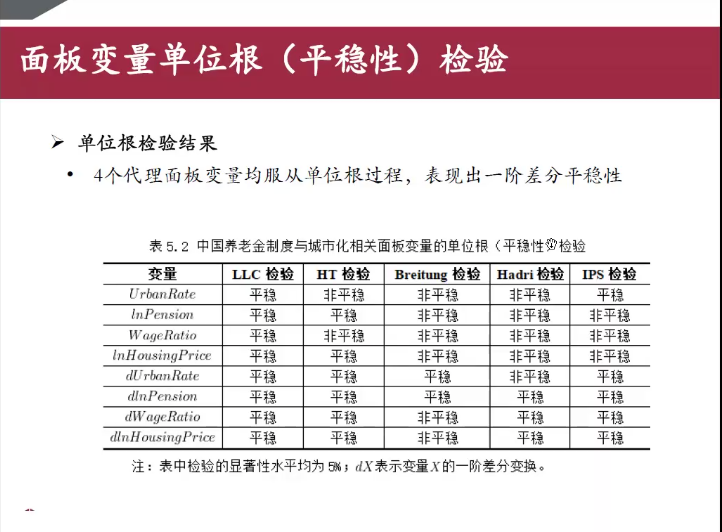 面板变量单位根（平稳性）检验
➢ 单位根检验结果
• 4个代理面板变量均服从单位根过程，表现出一阶差分平稳性
表 5.2 中国养老金制度与城市化相关面板变量的单位根（平稳性）检验
变量 LLC 检验 HT 检验 Breitung 检验 Hadri 检验 IPS 检验
UrbanRate 平稳 非平稳 非平稳 非平稳 平稳
lnPension 平稳 平稳 非平稳 非平稳 非平稳
WageRatio 平稳 非平稳 非平稳 非平稳 非平稳
lnHousingPrice 平稳 平稳 非平稳 非平稳 非平稳
dUrbanRate 平稳 平稳 平稳 非平稳 平稳
dlnPension 平稳 平稳 平稳 平稳 平稳
dWageRatio 平稳 平稳 非平稳 平稳 平稳
dlnHousingPrice 平稳 平稳 非平稳 平稳 平稳
注：表中检验的显著性水平均为 5%；dX表示变量X的一阶差分变换。